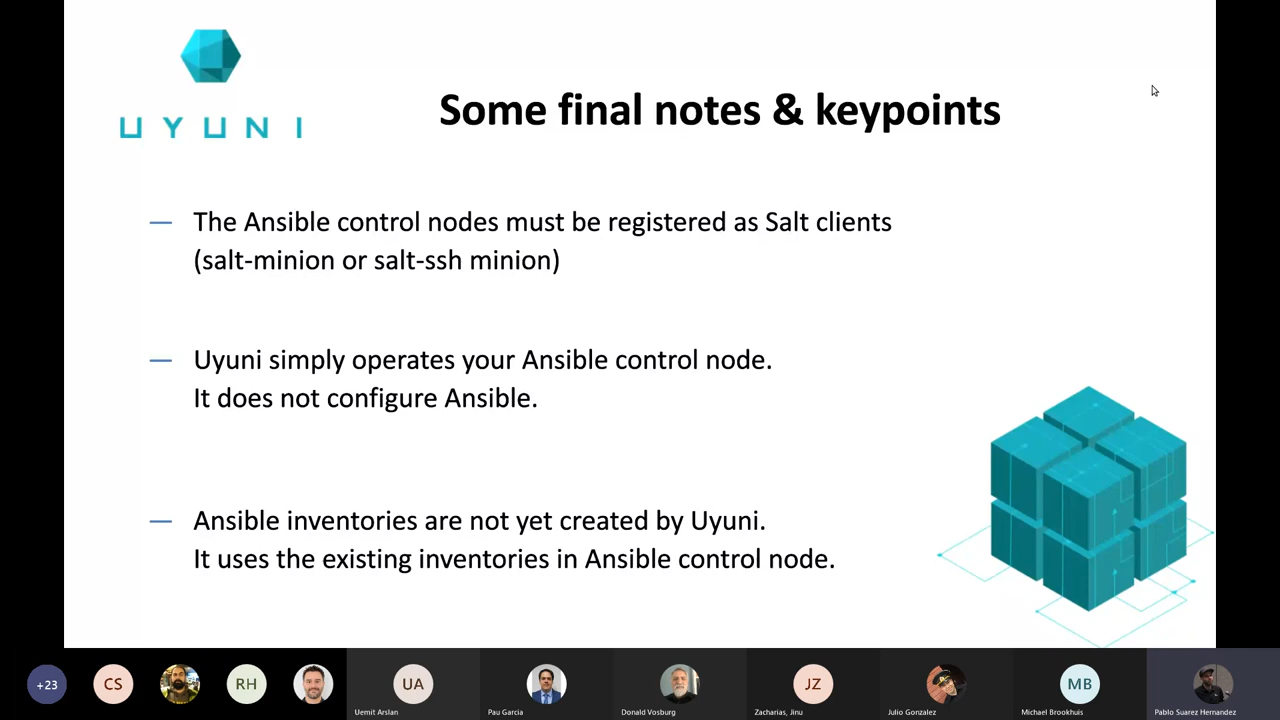 UYUNI
Some final notes & keypoints
— The Ansible control nodes must be registered as Salt clients
(salt-minion or salt-ssh minion)
— Uyuni simply operates your Ansible control node.
It does not configure Ansible.
— Ansible inventories are not yet created by Uyuni.
It uses the existing inventories in Ansible control node.
+23
CS
RH
UA
JZ
MB
Uemit Arslan
Pau Garcia
Donald Vosburg
Zacharias, Jinu
Julio Gonzalez
Michael Brookhuis
Pablo Suarez Hernandez